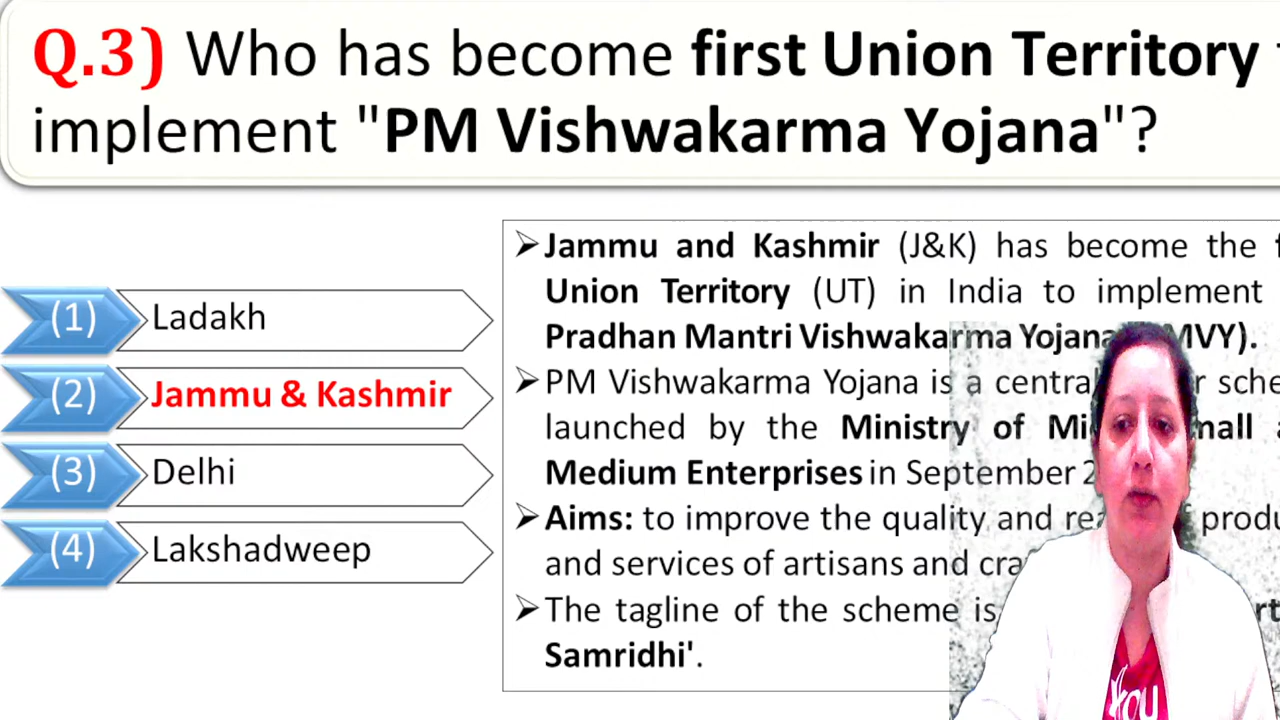 Q.3) Who has become first Union Territory
implement "PM Vishwakarma Yojana"?
(1) Ladakh
(2) Jammu & Kashmir
(3) Delhi
(4) Lakshadweep
➢Jammu and Kashmir (J&K) has become the
Union Territory (UT) in India to implement
Pradhan Mantri Vishwakarma Yojana MVY).
➢PM Vishwakarma Yojana is a central
launched by the Ministry of
Medium Enterprises in September
➢Aims: to improve the quality and
and services of artisans and
➢The tagline of the scheme is
Samridhi'.
you